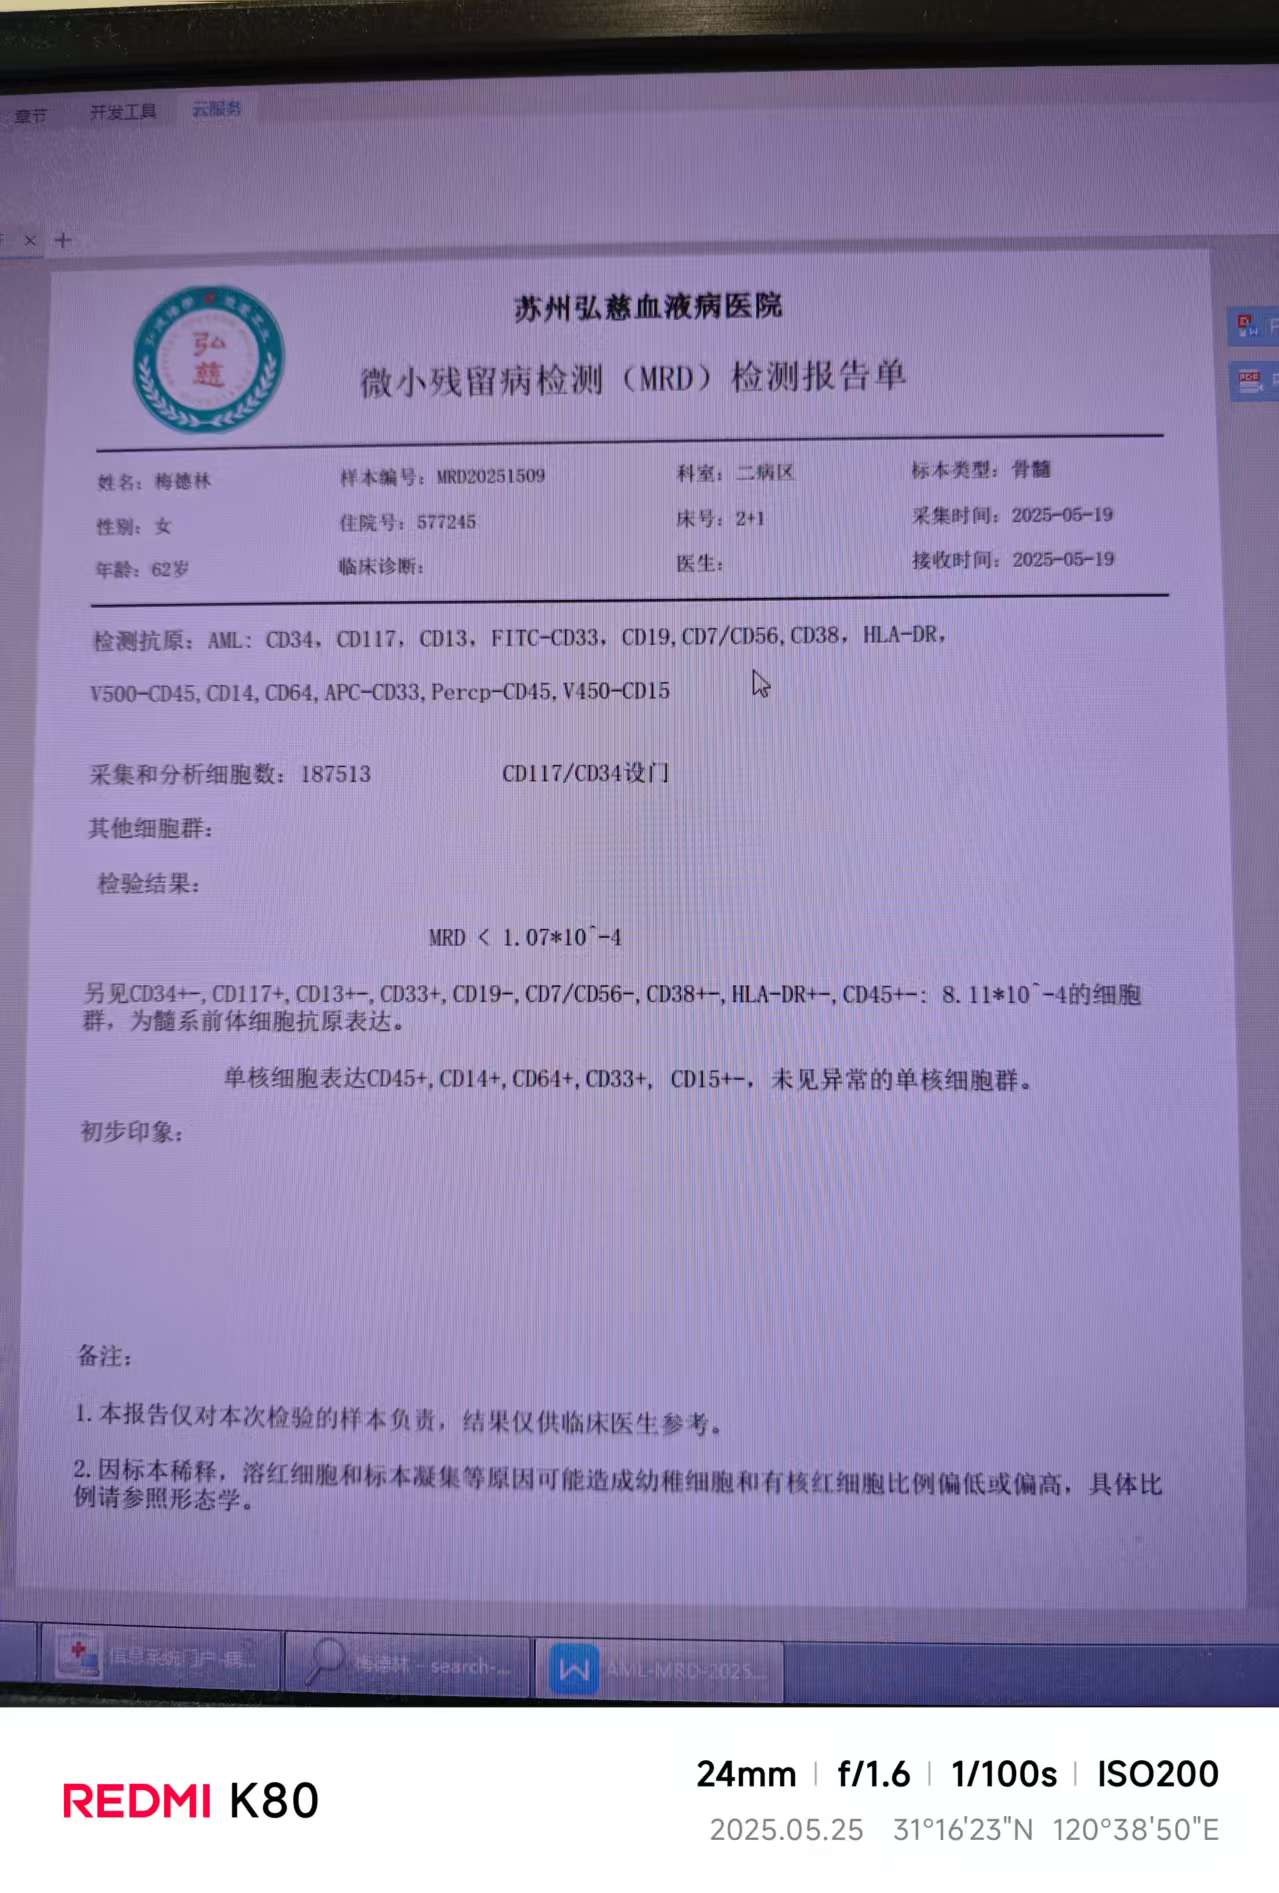 章节 开发工具 云服务
× +
弘慈
苏州弘慈血液病医院
微小残留病检测（MRD）检测报告单
姓名：梅德林 样本编号：MRD20251509 科室：二病区 标本类型：骨髓
性别：女 住院号：577245 床号：2+1 采集时间：2025-05-19
年龄：62岁 临床诊断： 医生： 接收时间：2025-05-19
检测抗原：AML：CD34，CD117，CD13，FITC-CD33，CD19,CD7/CD56,CD38，HLA-DR，
V500-CD45,CD14,CD64,APC-CD33,Percp-CD45,V450-CD15
采集和分析细胞数：187513 CD117/CD34设门
其他细胞群：
检验结果：
MRD < 1.07*10^-4
另见CD34+-,CD117+,CD13+-,CD33+,CD19-,CD7/CD56-,CD38+-,HLA-DR+-,CD45+-：8.11*10^-4的细胞
群，为髓系前体细胞抗原表达。
单核细胞表达CD45+,CD14+,CD64+,CD33+, CD15+-，未见异常的单核细胞群。
初步印象：
备注：
1.本报告仅对本次检验的样本负责，结果仅供临床医生参考。
2.因标本稀释，溶红细胞和标本凝集等原因可能造成幼稚细胞和有核红细胞比例偏低或偏高，具体比
例请参照形态学。
信息系统门户-病... 梅德林 - search-... AML-MRD-2025...
REDMI K80
24mm | f/1.6 | 1/100s | ISO200
2025.05.25 31°16'23"N 120°38'50"E